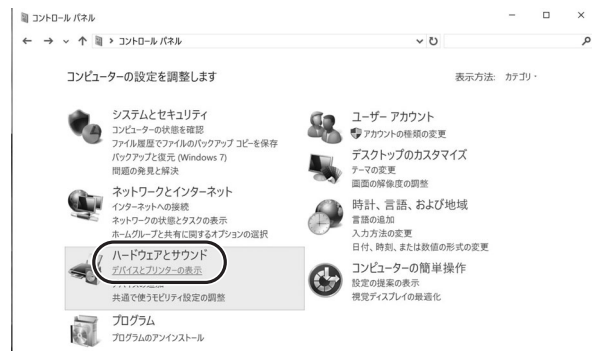 コントロール パネル
コントロール パネル
コンピューターの設定を調整します
表示方法: カテゴリ
システムとセキュリティ
コンピューターの状態を確認
ファイル履歴でファイルのバックアップ コピーを保存
バックアップと復元 (Windows 7)
問題の発見と解決
ネットワークとインターネット
インターネットへの接続
ネットワークの状態とタスクの表示
ホームグループと共有に関するオプションの選択
ハードウェアとサウンド
デバイスとプリンターの表示
共通で使うモビリティ設定の調整
プログラム
プログラムのアンインストール
ユーザー アカウント
アカウントの種類の変更
デスクトップのカスタマイズ
テーマの変更
画面の解像度の調整
時計、言語、および地域
言語の追加
入力方法の変更
日付、時刻、または数値の形式の変更
コンピューターの簡単操作
設定の提案の表示
視覚ディスプレイの最適化